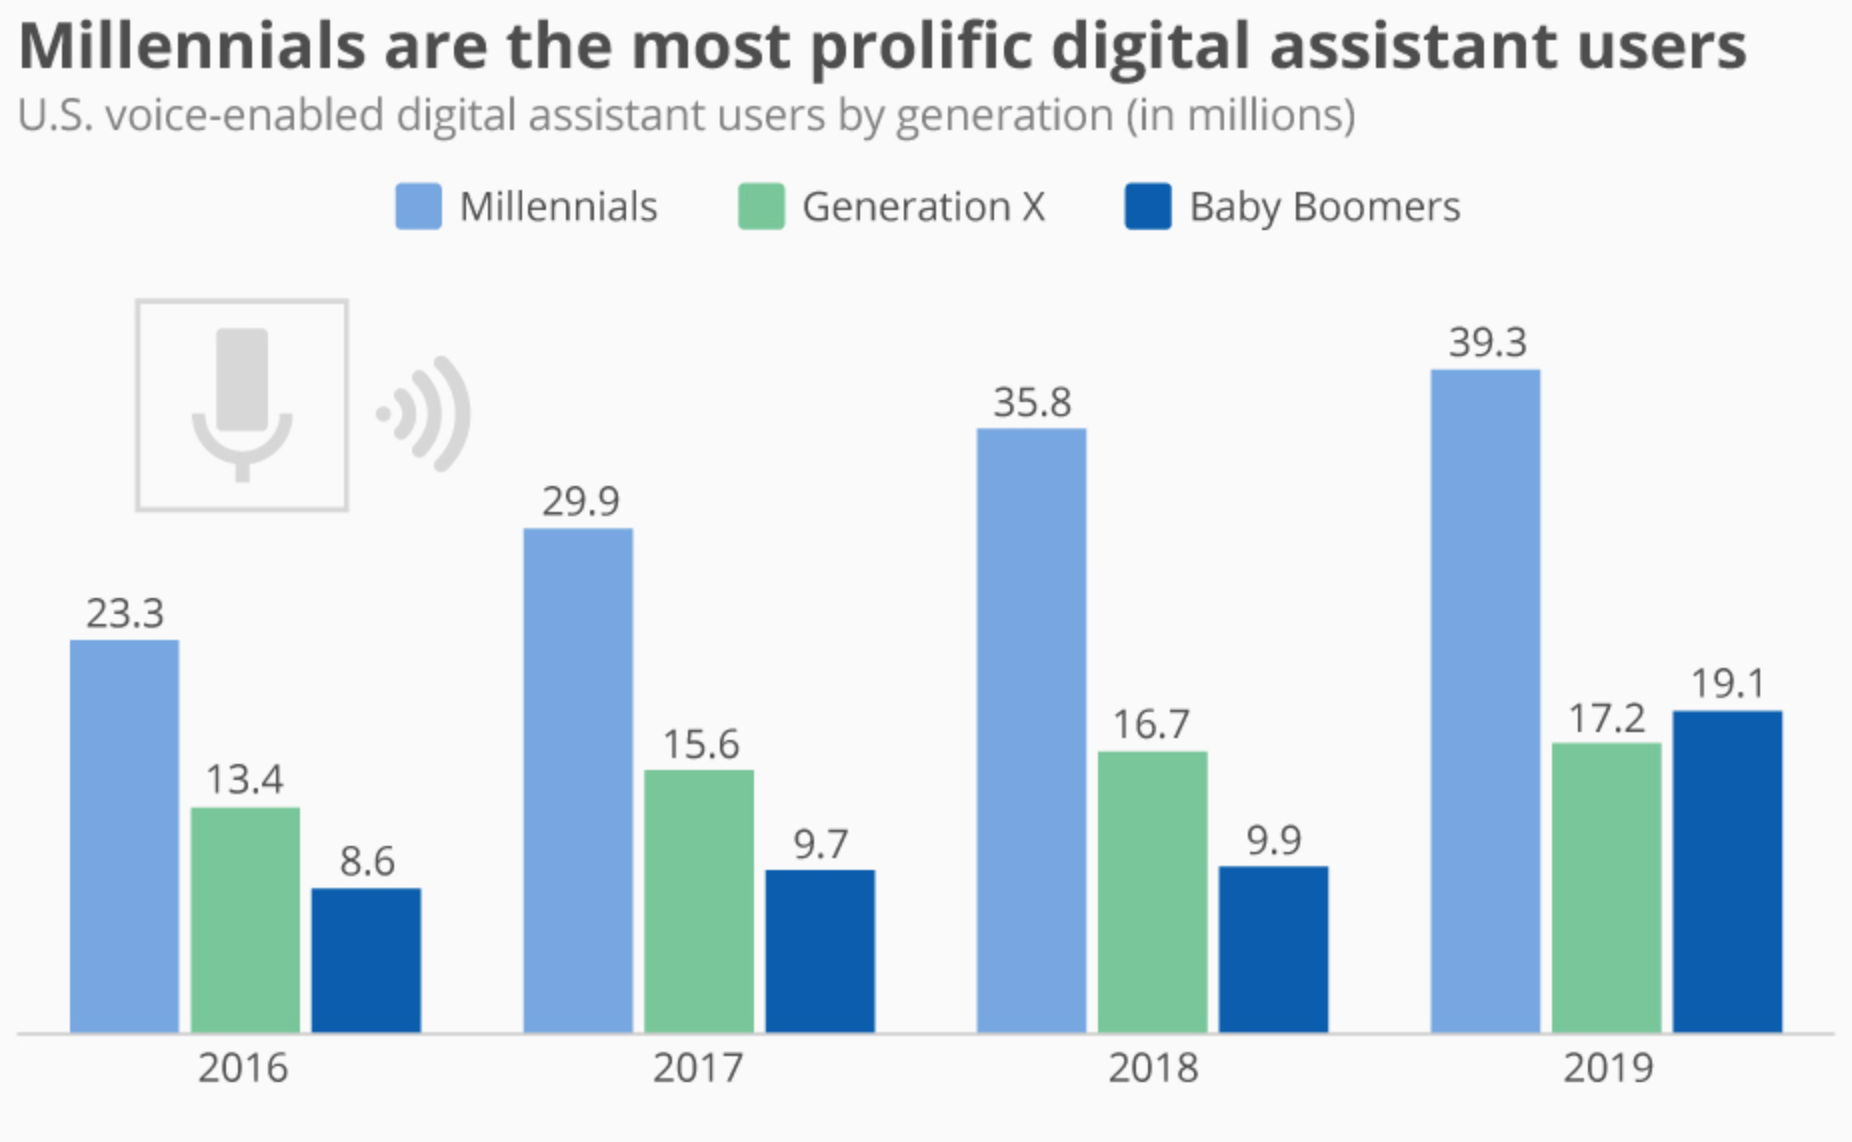 Millennials are the most prolific digital assistant users
U.S. voice-enabled digital assistant users by generation (in millions)
Millennials Generation X Baby Boomers
23.3 13.4 8.6
29.9 15.6 9.7
35.8 16.7 9.9
39.3 17.2 19.1
2016 2017 2018 2019